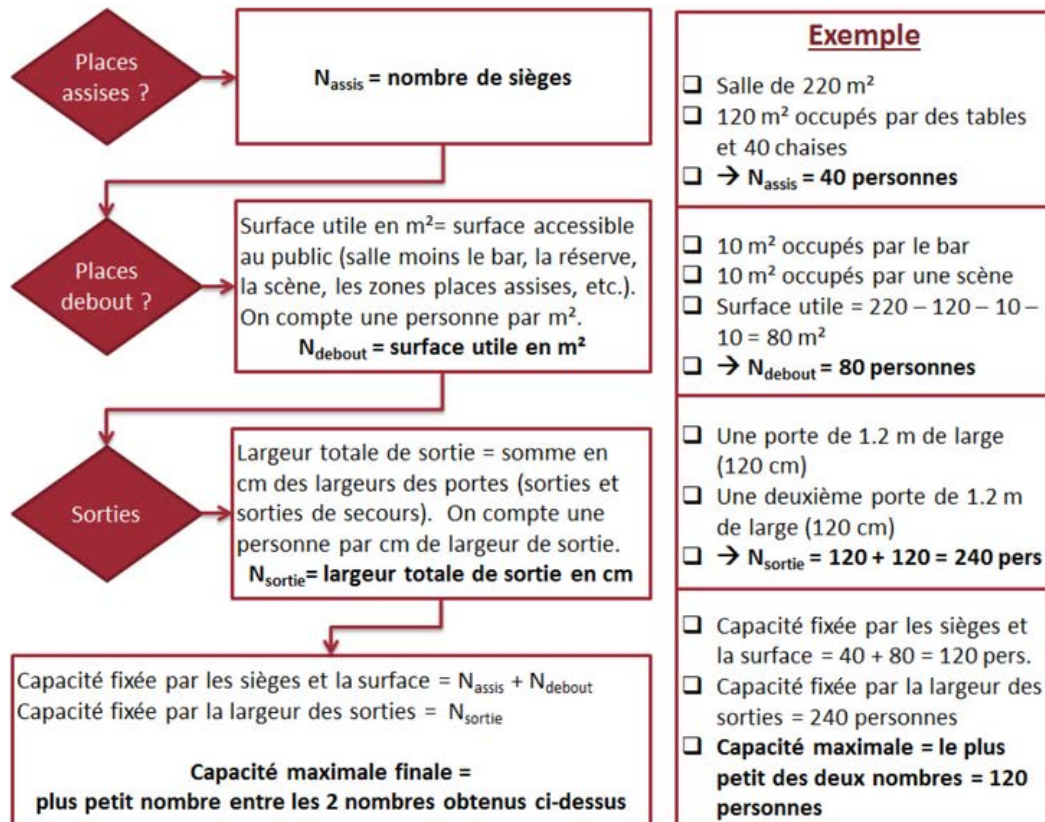 Places
assises ?
N_assis = nombre de sièges
Places
debout ?
Surface utile en m²= surface accessible
au public (salle moins le bar, la réserve,
la scène, les zones places assises, etc.).
On compte une personne par m².
N_debout = surface utile en m²
Sorties
Largeur totale de sortie = somme en
cm des largeurs des portes (sorties et
sorties de secours). On compte une
personne par cm de largeur de sortie.
N_sortie= largeur totale de sortie en cm
Capacité fixée par les sièges et la surface = N_assis + N_debout
Capacité fixée par la largeur des sorties = N_sortie
Capacité maximale finale =
plus petit nombre entre les 2 nombres obtenus ci-dessus
Exemple
❑ Salle de 220 m²
❑ 120 m² occupés par des tables
et 40 chaises
❑ → N_assis = 40 personnes
❑ 10 m² occupés par le bar
❑ 10 m² occupés par une scène
❑ Surface utile = 220 – 120 – 10 –
10 = 80 m²
❑ → N_debout = 80 personnes
❑ Une porte de 1.2 m de large
(120 cm)
❑ Une deuxième porte de 1.2 m
de large (120 cm)
❑ → N_sortie = 120 + 120 = 240 pers
❑ Capacité fixée par les sièges et
la surface = 40 + 80 = 120 pers.
❑ Capacité fixée par la largeur des
sorties = 240 personnes
❑ Capacité maximale = le plus
petit des deux nombres = 120
personnes